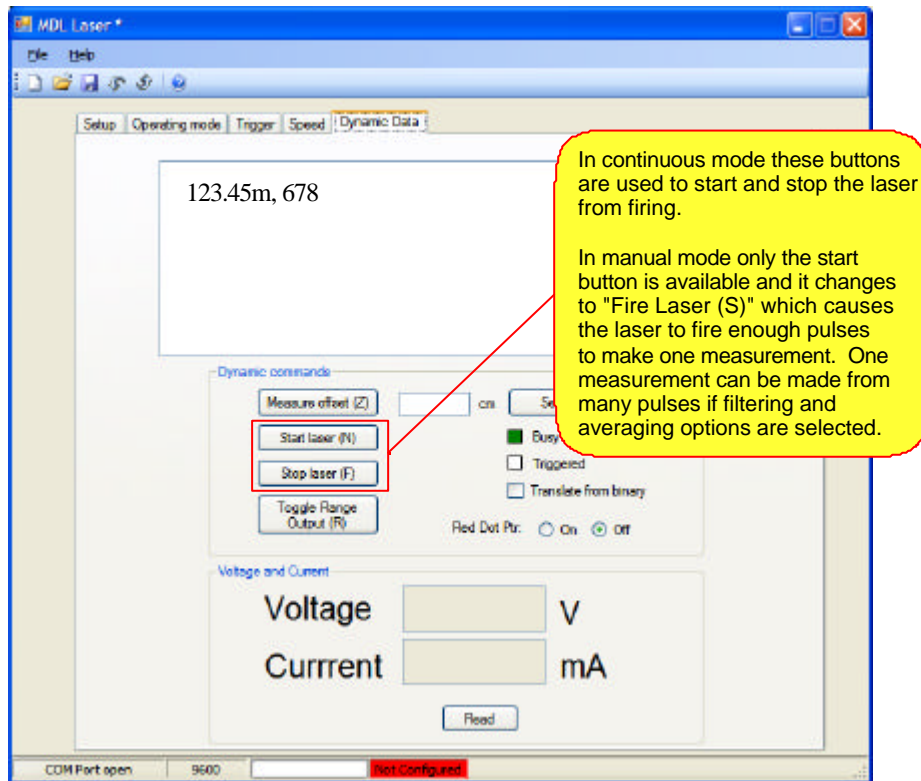 MDL Laser *
File Help
Setup Operating mode Trigger Speed Dynamic Data
123.45m, 678
In continuous mode these buttons
are used to start and stop the laser
from firing.
In manual mode only the start
button is available and it changes
to "Fire Laser (S)" which causes
the laser to fire enough pulses
to make one measurement. One
measurement can be made from
many pulses if filtering and
averaging options are selected.
Dynamic commands
Measure offset (Z) cm Se
Start laser (N) Busy
Stop laser (F) Triggered
Translate from binary
Toggle Range
Output (R)
Red Dot Ptr. On Off
Voltage and Current
Voltage V
Currrent mA
Read
COM Port open 9600 Not Configured